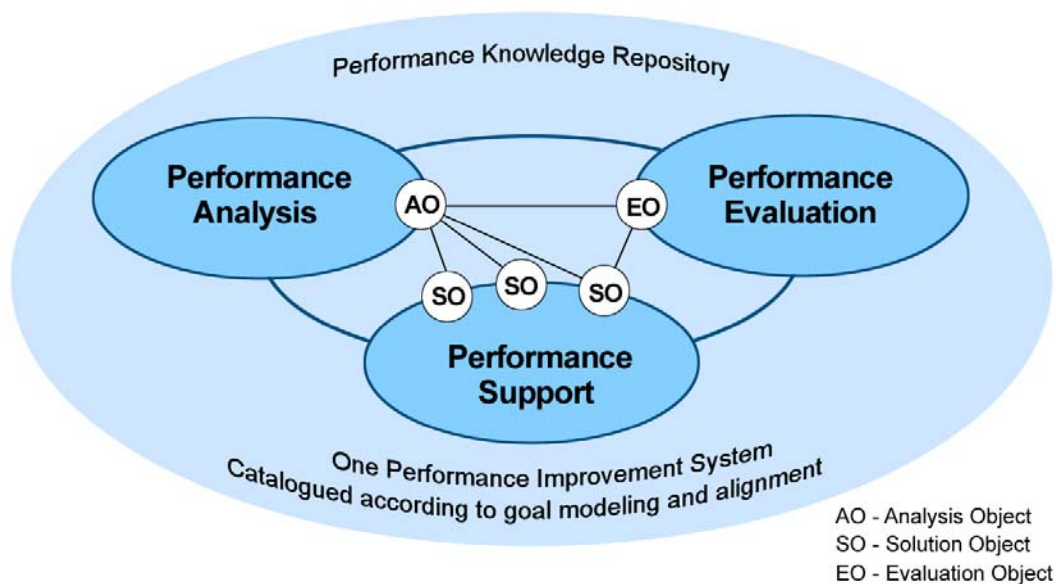 Performance Knowledge Repository
Performance
Analysis
Performance
Evaluation
AO
EO
SO
SO
SO
Performance
Support
One Performance Improvement System
Catalogued according to goal modeling and alignment
AO - Analysis Object
SO - Solution Object
EO - Evaluation Object